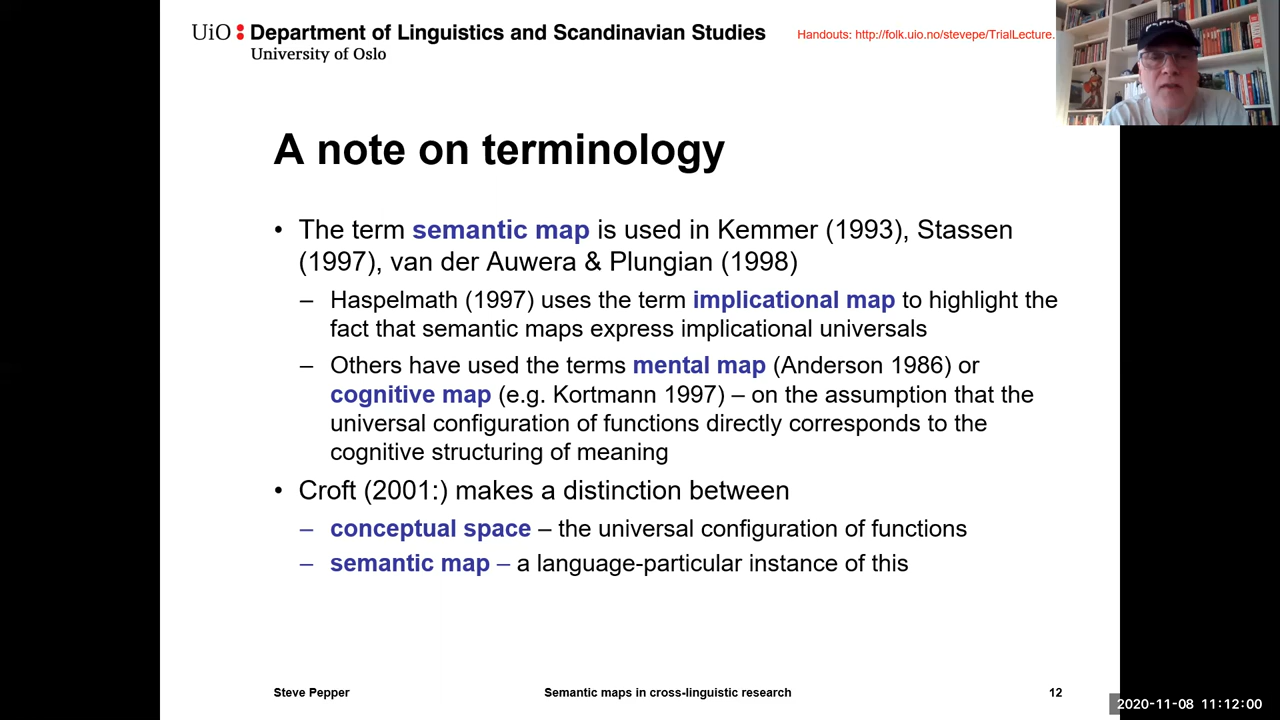 UiO : Department of Linguistics and Scandinavian Studies
University of Oslo
Handouts: http://folk.uio.no/stevepe/TrialLecture.
A note on terminology
• The term semantic map is used in Kemmer (1993), Stassen
(1997), van der Auwera & Plungian (1998)
– Haspelmath (1997) uses the term implicational map to highlight the
fact that semantic maps express implicational universals
– Others have used the terms mental map (Anderson 1986) or
cognitive map (e.g. Kortmann 1997) – on the assumption that the
universal configuration of functions directly corresponds to the
cognitive structuring of meaning
• Croft (2001:) makes a distinction between
– conceptual space – the universal configuration of functions
– semantic map – a language-particular instance of this
Steve Pepper
Semantic maps in cross-linguistic research
12
2020-11-08 11:12:00